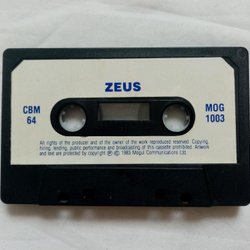 ZEUS
CBM
64
MOG
1003
All rights of the producer and of the owner of the work reproduced reserved. Copying,
hiring, lending, public performance and broadcasting of this cassette prohibited. Artwork
and text are protected by copyright ℗ © 1983 Mogul Communications Ltd.